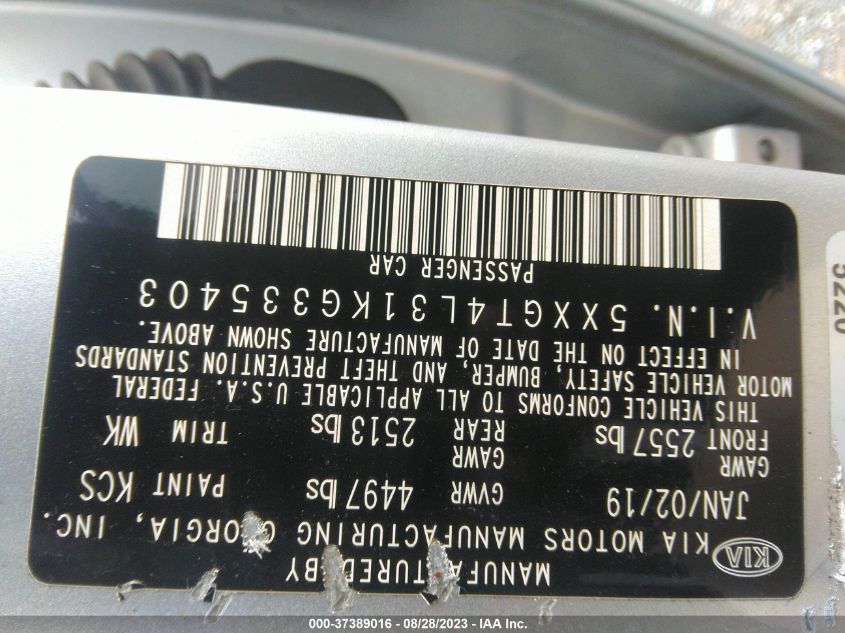 MANUFACTURED BY
KIA KIA MOTORS MANUFACTURING GEORGIA, INC.
JAN/02/19 GVWR 4497 lbs PAINT KCS
GAWR FRONT 2557 lbs GAWR REAR 2513 lbs TRIM WK
THIS VEHICLE CONFORMS TO ALL APPLICABLE U.S.A. FEDERAL
MOTOR VEHICLE SAFETY, BUMPER, AND THEFT PREVENTION STANDARDS
IN EFFECT ON THE DATE OF MANUFACTURE SHOWN ABOVE.
V.I.N. 5XXGT4L31KG335403
PASSENGER CAR
5220
000-37389016 - 08/28/2023 - IAA Inc.